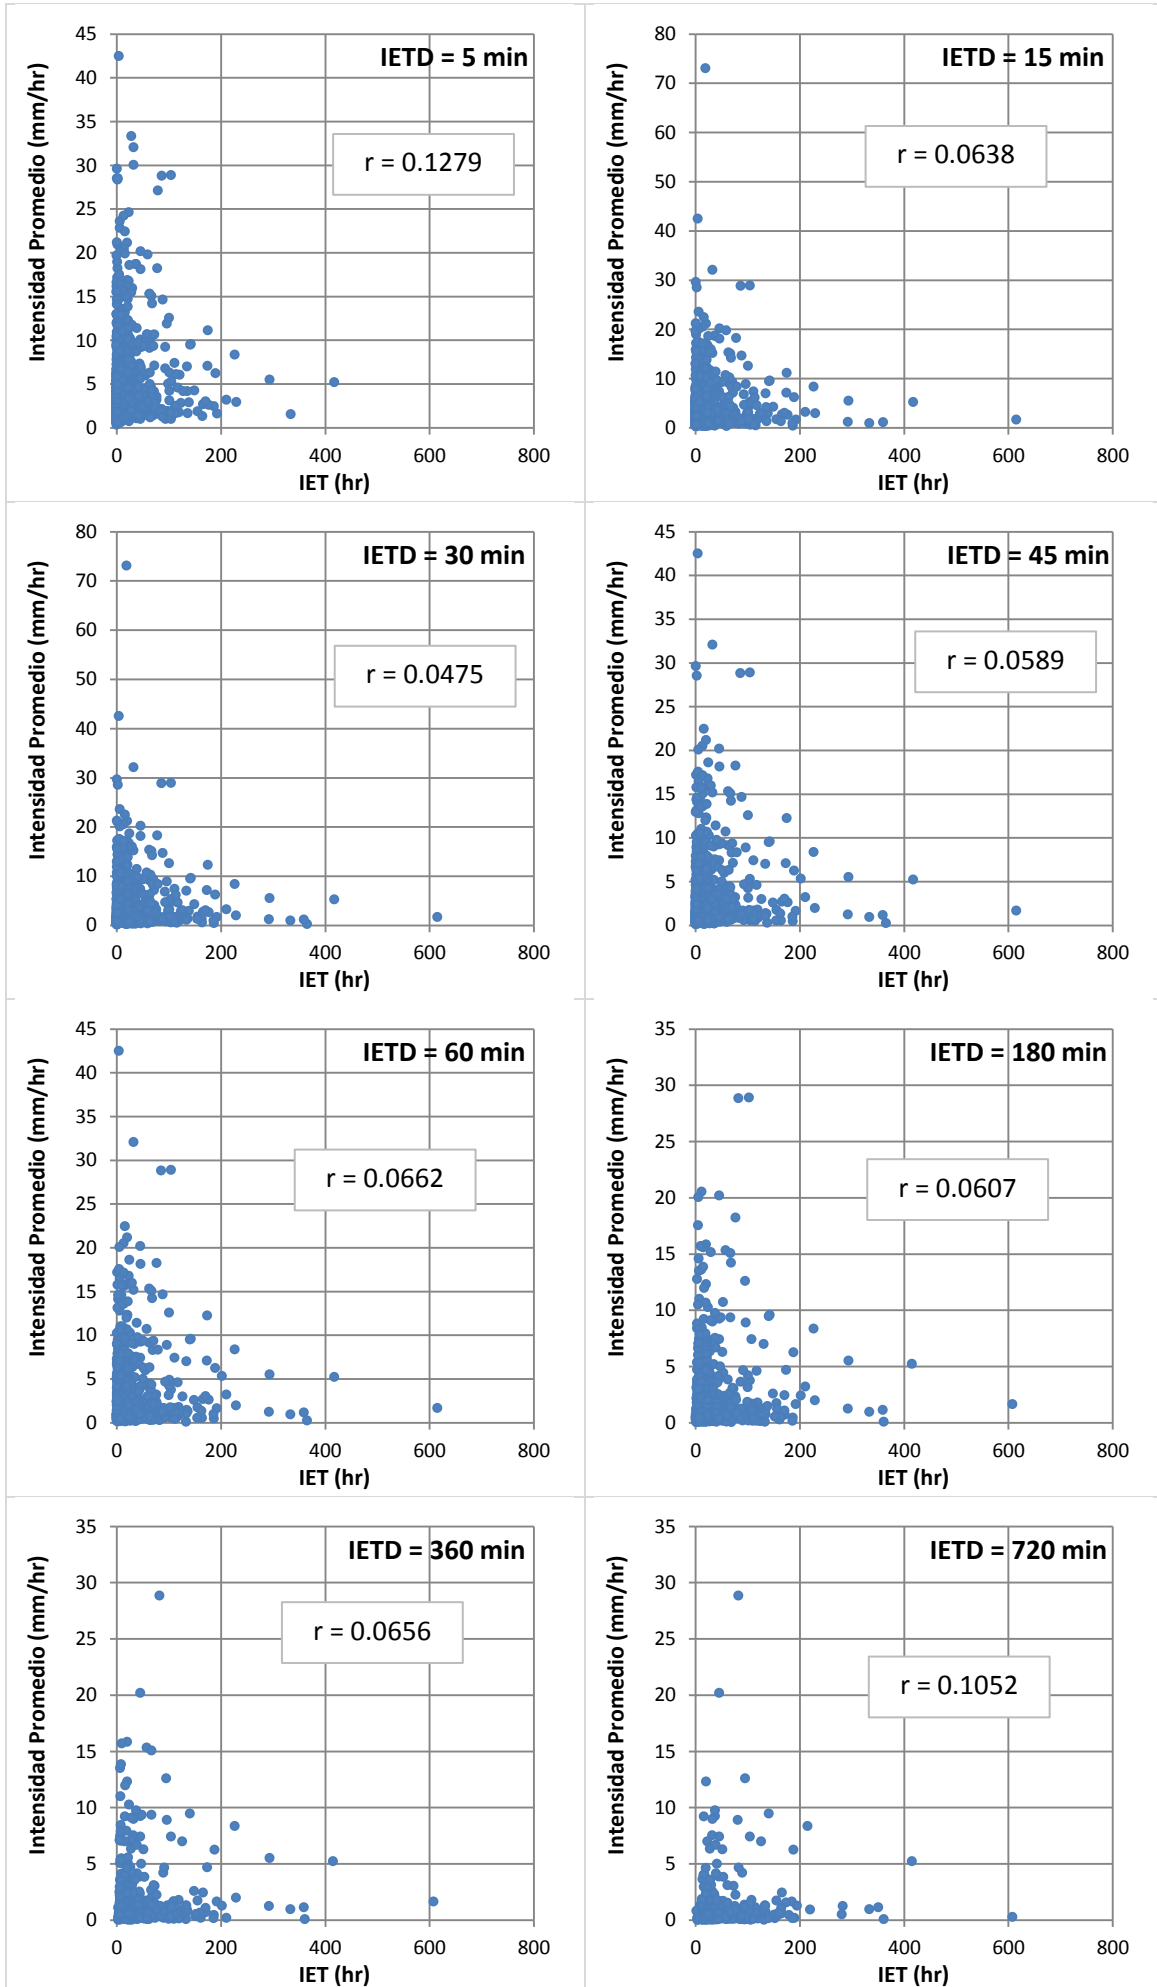 IETD = 5 min
r = 0.1279
Intensidad Promedio (mm/hr)
45
40
35
30
25
20
15
10
5
0
0 200 400 600 800
IET (hr)
IETD = 15 min
r = 0.0638
Intensidad Promedio (mm/hr)
80
70
60
50
40
30
20
10
0
0 200 400 600 800
IET (hr)
IETD = 30 min
r = 0.0475
Intensidad Promedio (mm/hr)
80
70
60
50
40
30
20
10
0
0 200 400 600 800
IET (hr)
IETD = 45 min
r = 0.0589
Intensidad Promedio (mm/hr)
45
40
35
30
25
20
15
10
5
0
0 200 400 600 800
IET (hr)
IETD = 60 min
r = 0.0662
Intensidad Promedio (mm/hr)
45
40
35
30
25
20
15
10
5
0
0 200 400 600 800
IET (hr)
IETD = 180 min
r = 0.0607
Intensidad Promedio (mm/hr)
35
30
25
20
15
10
5
0
0 200 400 600 800
IET (hr)
IETD = 360 min
r = 0.0656
Intensidad Promedio (mm/hr)
35
30
25
20
15
10
5
0
0 200 400 600 800
IET (hr)
IETD = 720 min
r = 0.1052
Intensidad Promedio (mm/hr)
35
30
25
20
15
10
5
0
0 200 400 600 800
IET (hr)